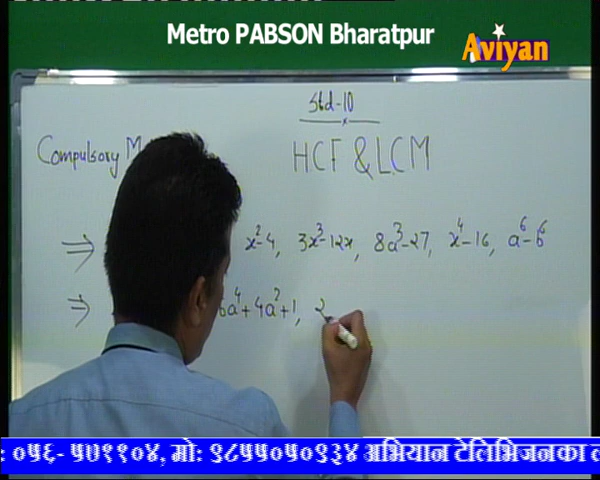 Metro PABSON Bharatpur
Aviyan
Std-10
Compulsory M
HCF & LCM
⇒ x²-4, 3x³-12x, 8a³-27, x⁴-16, a⁶-b⁶
⇒ 6a⁴+4a²+1,
: ०५६- ५७११०४, मो: ९८५५०५०९३४ अभियान टेलिभिजनका